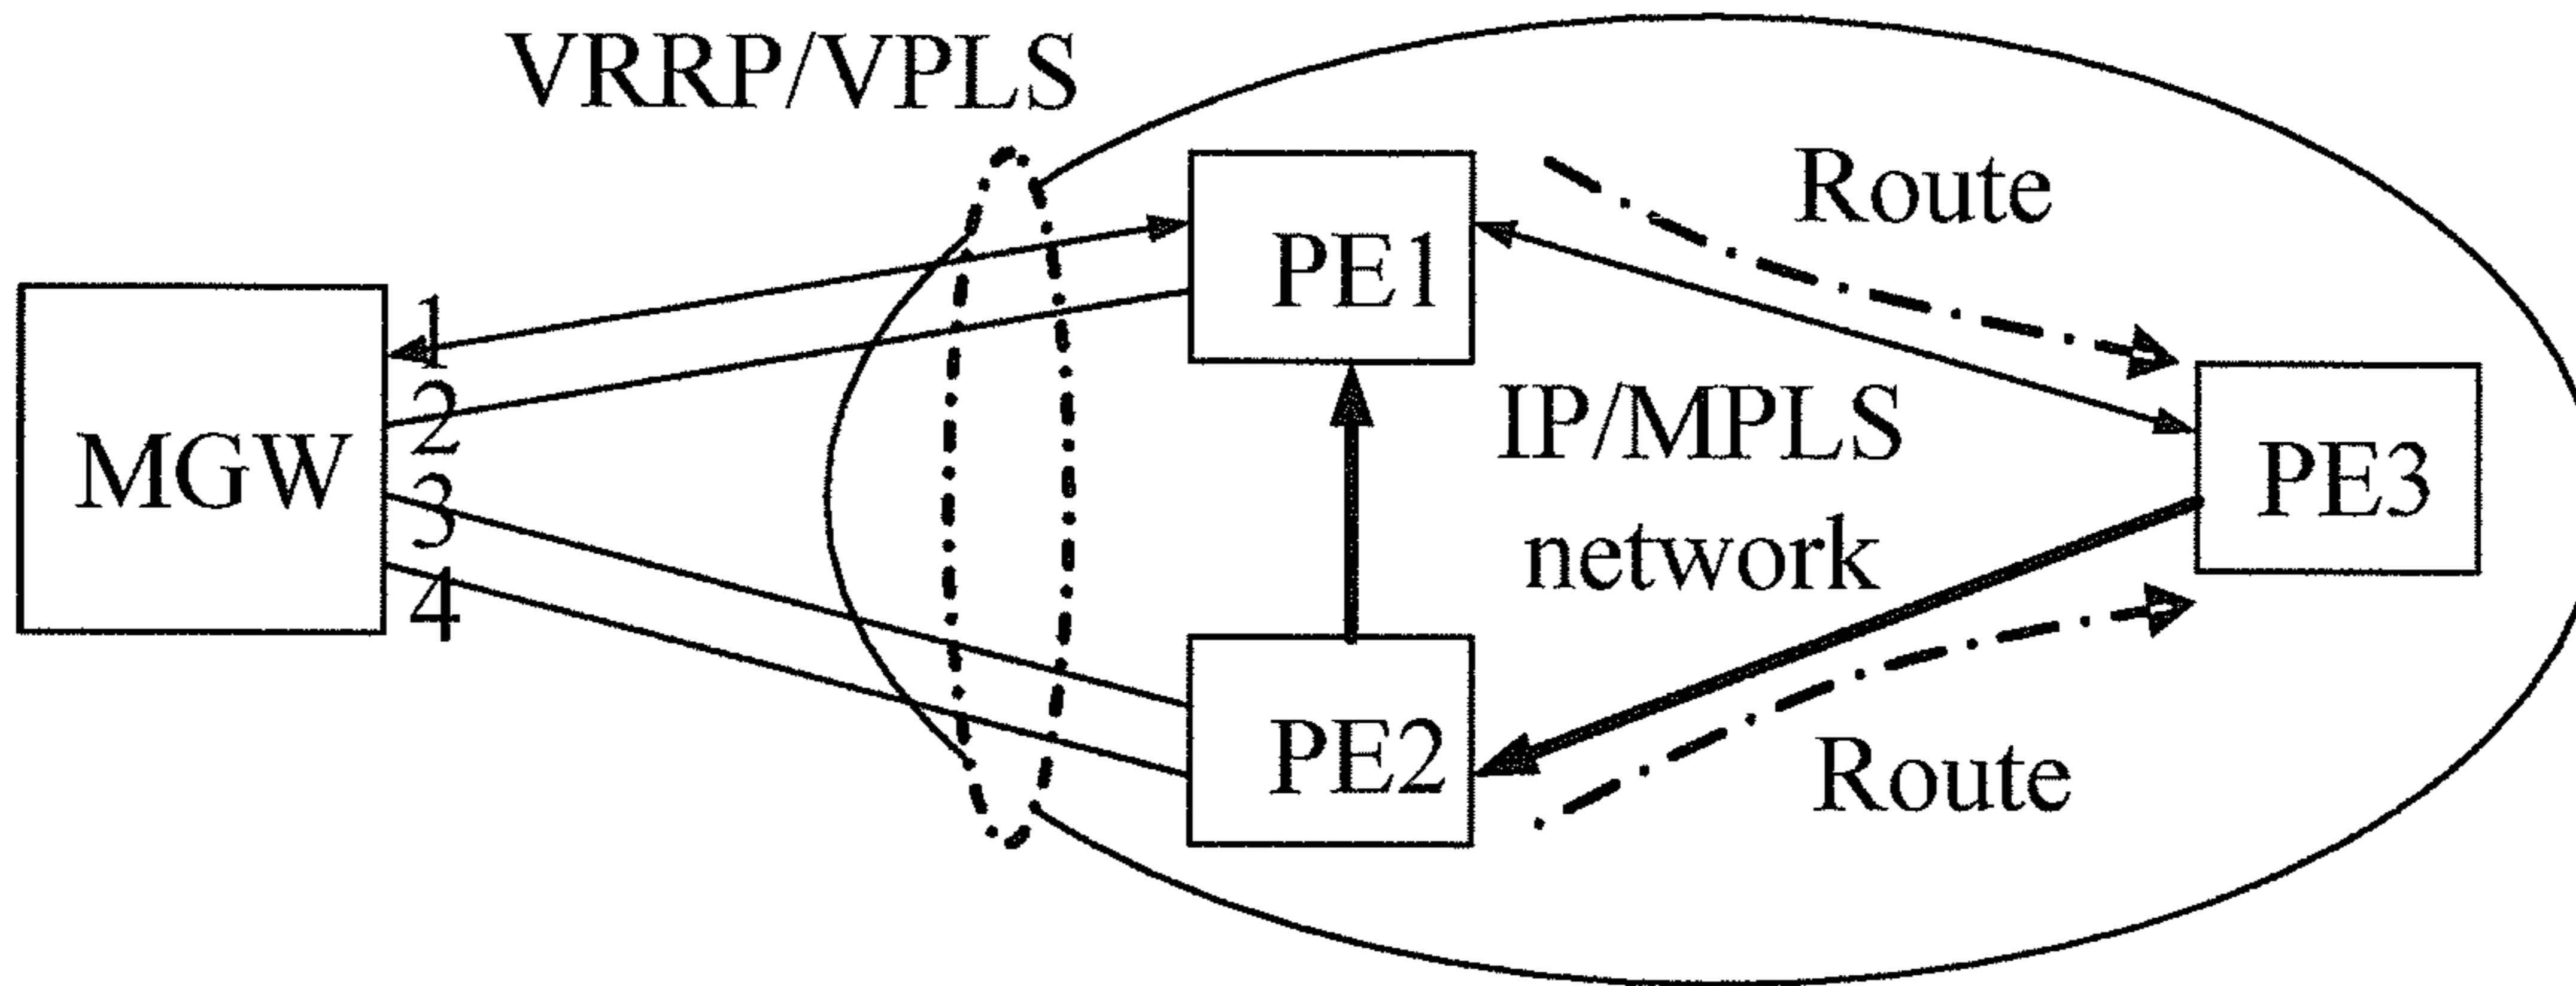 VRRP/VPLS
Route
PE1
1
2
MGW
3
4
IP/MPLS
network
PE3
PE2
Route